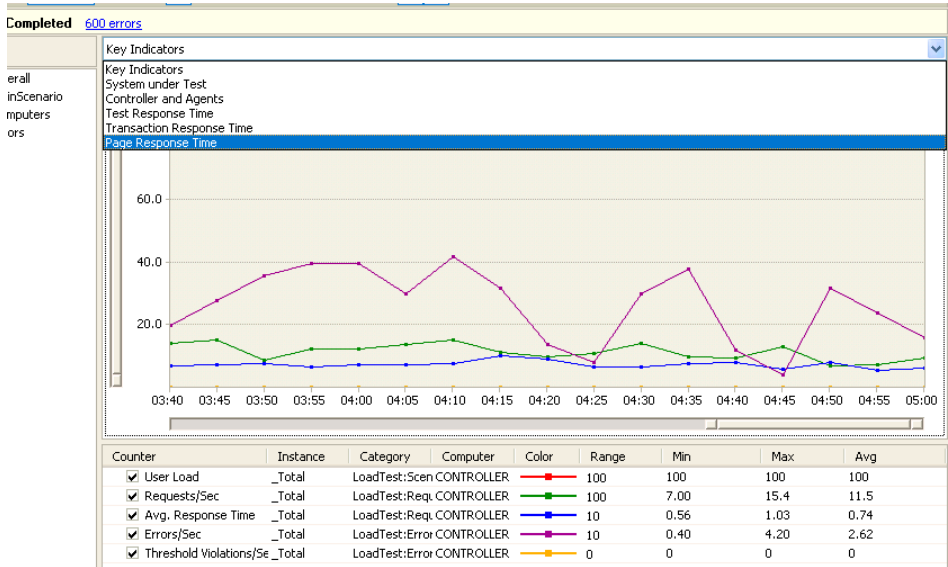 Completed 600 errors
Key Indicators
Key Indicators
erall System under Test
inScenario Controller and Agents
mputers Test Response Time
ors Transaction Response Time
Page Response Time
60.0
40.0
20.0
03:40 03:45 03:50 03:55 04:00 04:05 04:10 04:15 04:20 04:25 04:30 04:35 04:40 04:45 04:50 04:55 05:00
Counter Instance Category Computer Color Range Min Max Avg
User Load _Total LoadTest:Scen CONTROLLER 100 100 100 100
Requests/Sec _Total LoadTest:Requ CONTROLLER 100 7.00 15.4 11.5
Avg. Response Time _Total LoadTest:Requ CONTROLLER 10 0.56 1.03 0.74
Errors/Sec _Total LoadTest:Error CONTROLLER 10 0.40 4.20 2.62
Threshold Violations/Se _Total LoadTest:Error CONTROLLER 0 0 0 0